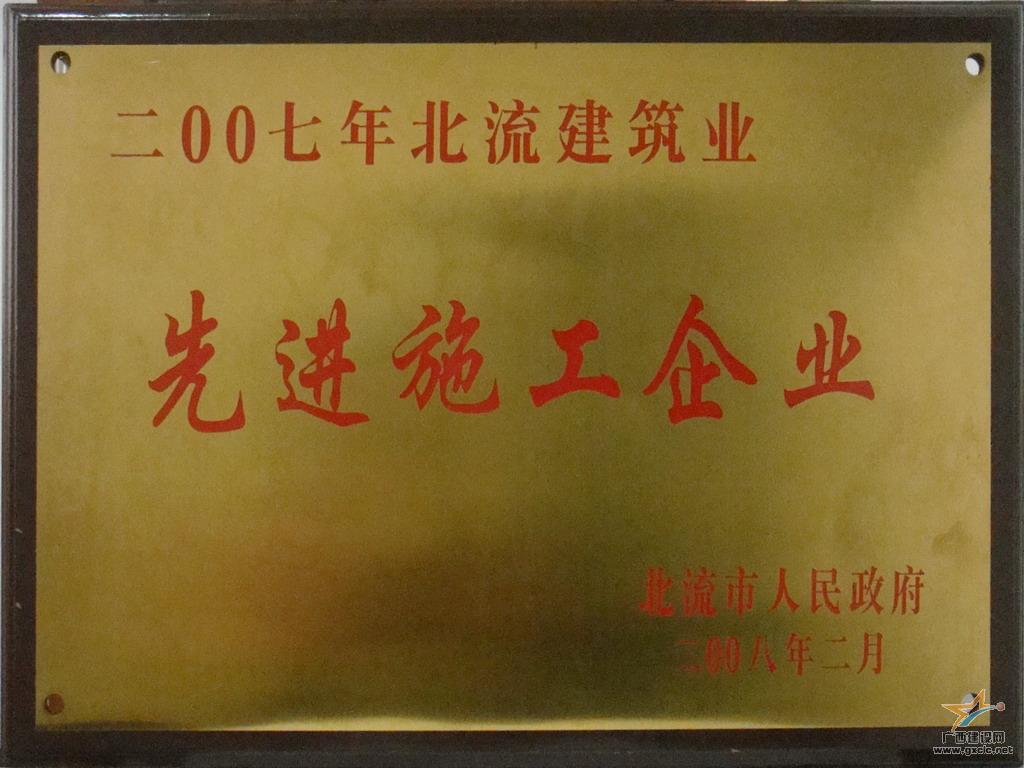 二00七年北流建筑业
先进施工企业
北流市人民政府
二00八年二月
广西建设网
www.gxcic.net